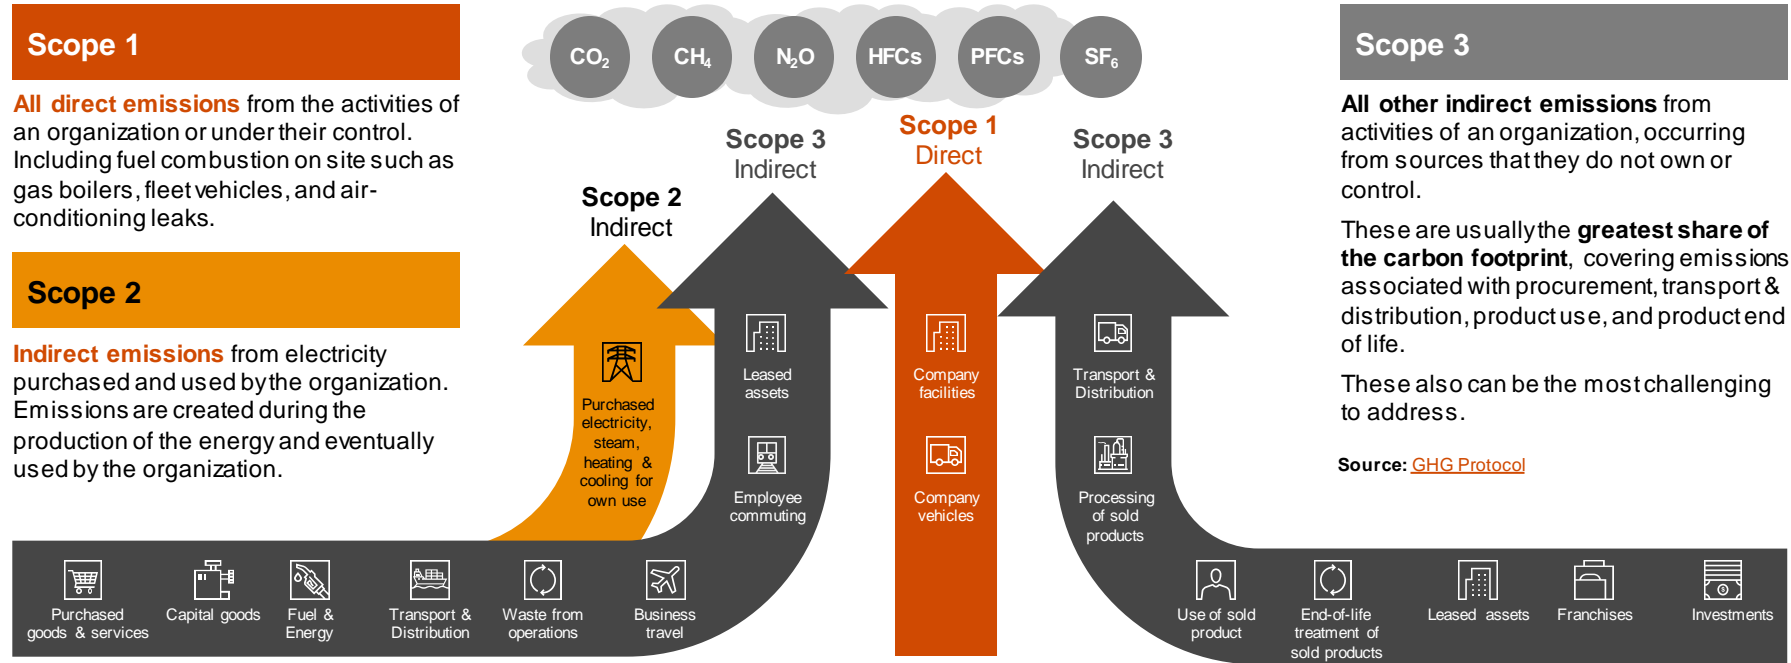 Scope 1
All direct emissions from the activities of
an organization or under their control.
Including fuel combustion on site such as
gas boilers, fleet vehicles, and air-
conditioning leaks.
Scope 2
Indirect emissions from electricity
purchased and used by the organization.
Emissions are created during the
production of the energy and eventually
used by the organization.
CO₂
CH₄
N₂O
HFCs
PFCs
SF₆
Scope 2
Indirect
Scope 3
Indirect
Scope 1
Direct
Scope 3
Indirect
Purchased
electricity,
steam,
heating &
cooling for
own use
Leased
assets
Employee
commuting
Company
facilities
Company
vehicles
Transport &
Distribution
Processing
of sold
products
Purchased
goods & services
Capital goods
Fuel &
Energy
Transport &
Distribution
Waste from
operations
Business
travel
Use of sold
product
End-of-life
treatment of
sold products
Leased assets
Franchises
Investments
Scope 3
All other indirect emissions from
activities of an organization, occurring
from sources that they do not own or
control.
These are usually the greatest share of
the carbon footprint, covering emissions
associated with procurement, transport &
distribution, product use, and product end
of life.
These also can be the most challenging
to address.
Source: GHG Protocol